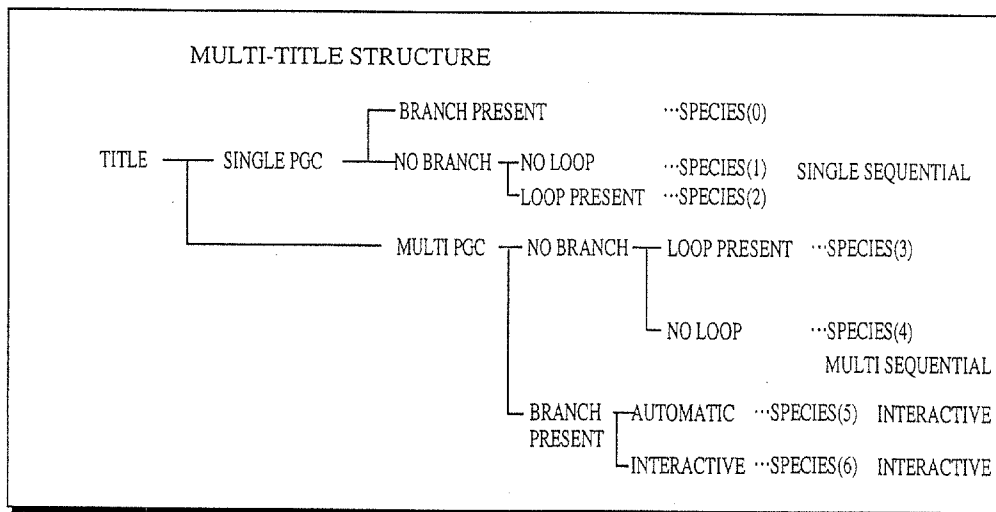 MULTI-TITLE STRUCTURE
BRANCH PRESENT ···SPECIES(0)
TITLE SINGLE PGC NO BRANCH NO LOOP ···SPECIES(1) SINGLE SEQUENTIAL
LOOP PRESENT ···SPECIES(2)
MULTI PGC NO BRANCH LOOP PRESENT ···SPECIES(3)
NO LOOP ···SPECIES(4)
MULTI SEQUENTIAL
BRANCH AUTOMATIC ···SPECIES(5) INTERACTIVE
PRESENT
INTERACTIVE ···SPECIES(6) INTERACTIVE